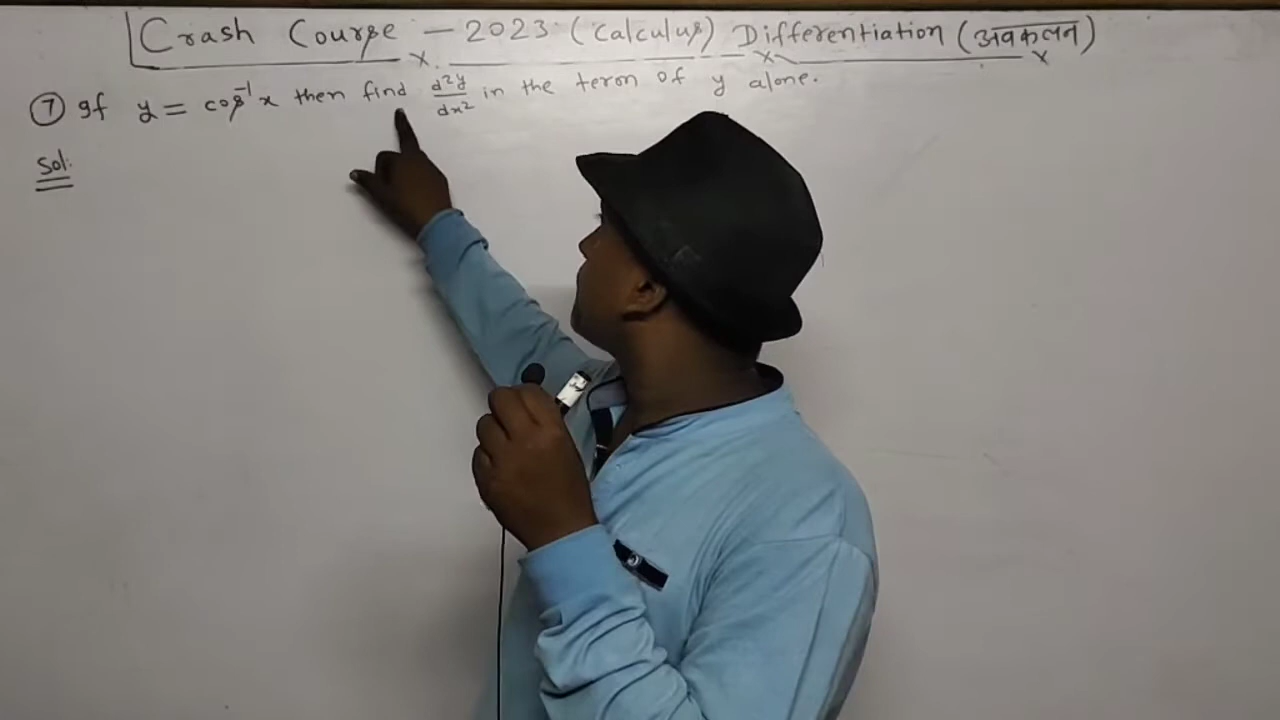 Crash Course - 2023 (Calculus) Differentiation (अवकलन)
⑦ If y = cos⁻¹x then find d²y/dx² in the term of y alone.
Sol: